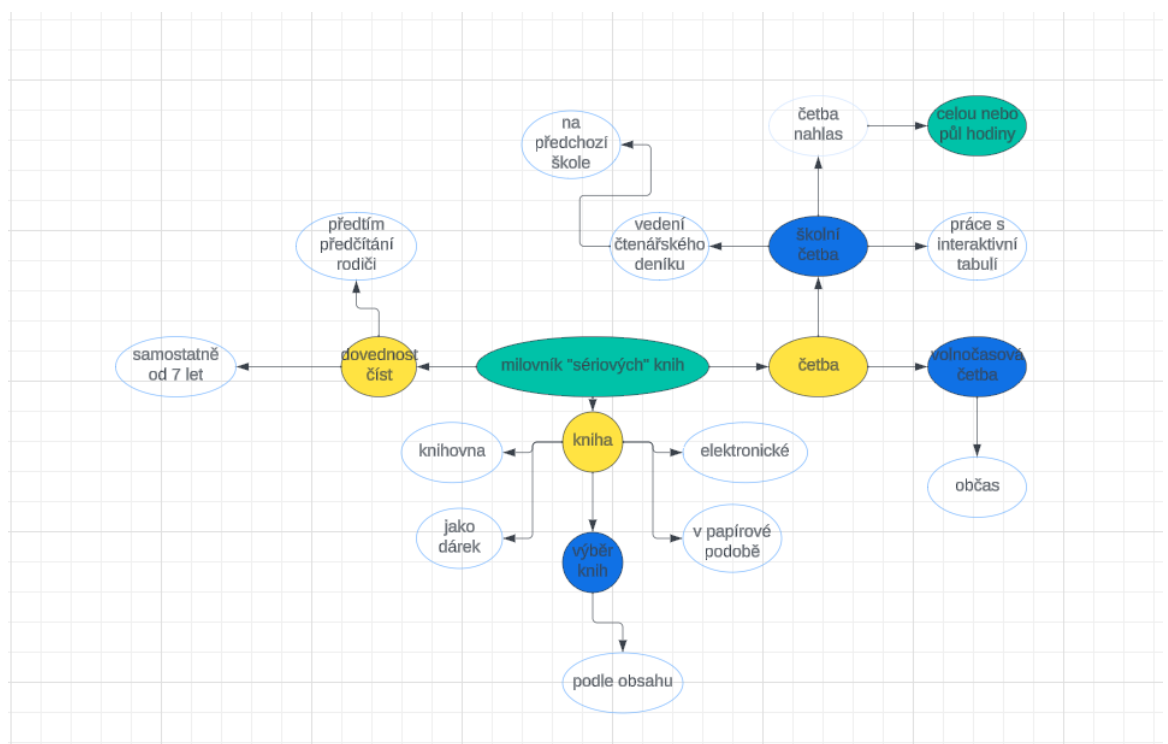 četba
nahlas
celou nebo
půl hodiny
na
předchozí
škole
předtím
předčítání
rodiči
vedení
čtenářského
deníku
školní
četba
práce s
interaktivní
tabulí
samostatně
od 7 let
dovednost
číst
milovník "sériových" knih
četba
volnočasová
četba
kniha
knihovna
elektronické
občas
jako
dárek
v papírové
podobě
výběr
knih
podle obsahu